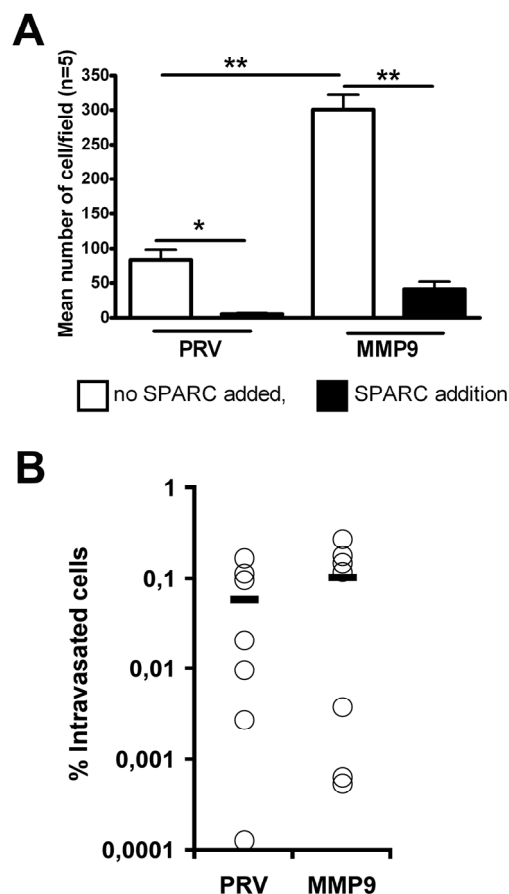 A
Mean number of cell/field (n=5)
350
300
250
200
150
100
50
0
**
**
*
PRV
MMP9
no SPARC added,
SPARC addition
B
% Intravasated cells
1
0,1
0,01
0,001
0,0001
PRV
MMP9